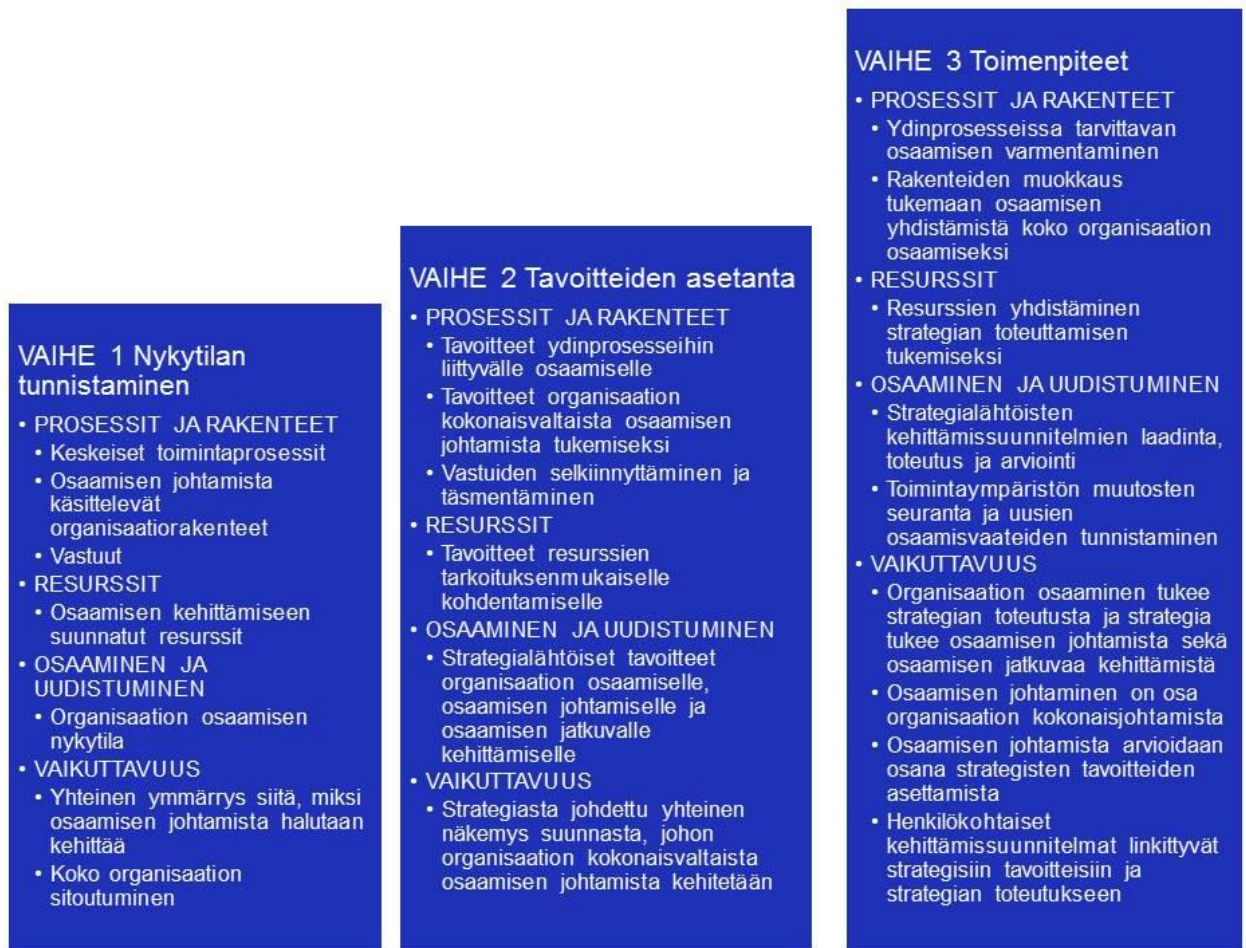 VAIHE 1 Nykytilan
tunnistaminen
• PROSESSIT JA RAKENTEET
• Keskeiset toimintaprosessit
• Osaamisen johtamista
käsittelevät
organisaatiorakenteet
• Vastuut
• RESURSSIT
• Osaamisen kehittämiseen
suunnatut resurssit
• OSAAMINEN JA
UUDISTUMINEN
• Organisaation osaamisen
nykytila
• VAIKUTTAVUUS
• Yhteinen ymmärrys siitä, miksi
osaamisen johtamista halutaan
kehittää
• Koko organisaation
sitoutuminen
VAIHE 2 Tavoitteiden asetanta
• PROSESSIT JA RAKENTEET
• Tavoitteet ydinprosesseihin
liittyvälle osaamiselle
• Tavoitteet organisaation
kokonaisvaltaista osaamisen
johtamista tukemiseksi
• Vastuiden selkiinnyttäminen ja
täsmentäminen
• RESURSSIT
• Tavoitteet resurssien
tarkoituksenmukaiselle
kohdentamiselle
• OSAAMINEN JA UUDISTUMINEN
• Strategialähtöiset tavoitteet
organisaation osaamiselle,
osaamisen johtamiselle ja
osaamisen jatkuvalle
kehittämiselle
• VAIKUTTAVUUS
• Strategiasta johdettu yhteinen
näkemys suunnasta, johon
organisaation kokonaisvaltaista
osaamisen johtamista kehitetään
VAIHE 3 Toimenpiteet
• PROSESSIT JA RAKENTEET
• Ydinprosesseissa tarvittavan
osaamisen varmentaminen
• Rakenteiden muokkaus
tukemaan osaamisen
yhdistämistä koko organisaation
osaamiseksi
• RESURSSIT
• Resurssien yhdistäminen
strategian toteuttamisen
tukemiseksi
• OSAAMINEN JA UUDISTUMINEN
• Strategialähtöisten
kehittämissuunnitelmien laadinta,
toteutus ja arviointi
• Toimintaympäristön muutosten
seuranta ja uusien
osaamisvaateiden tunnistaminen
• VAIKUTTAVUUS
• Organisaation osaaminen tukee
strategian toteutusta ja strategia
tukee osaamisen johtamista sekä
osaamisen jatkuvaa kehittämistä
• Osaamisen johtaminen on osa
organisaation kokonaisjohtamista
• Osaamisen johtamista arvioidaan
osana strategisten tavoitteiden
asettamista
• Henkilökohtaiset
kehittämissuunnitelmat linkittyvät
strategisiin tavoitteisiin ja
strategian toteutukseen